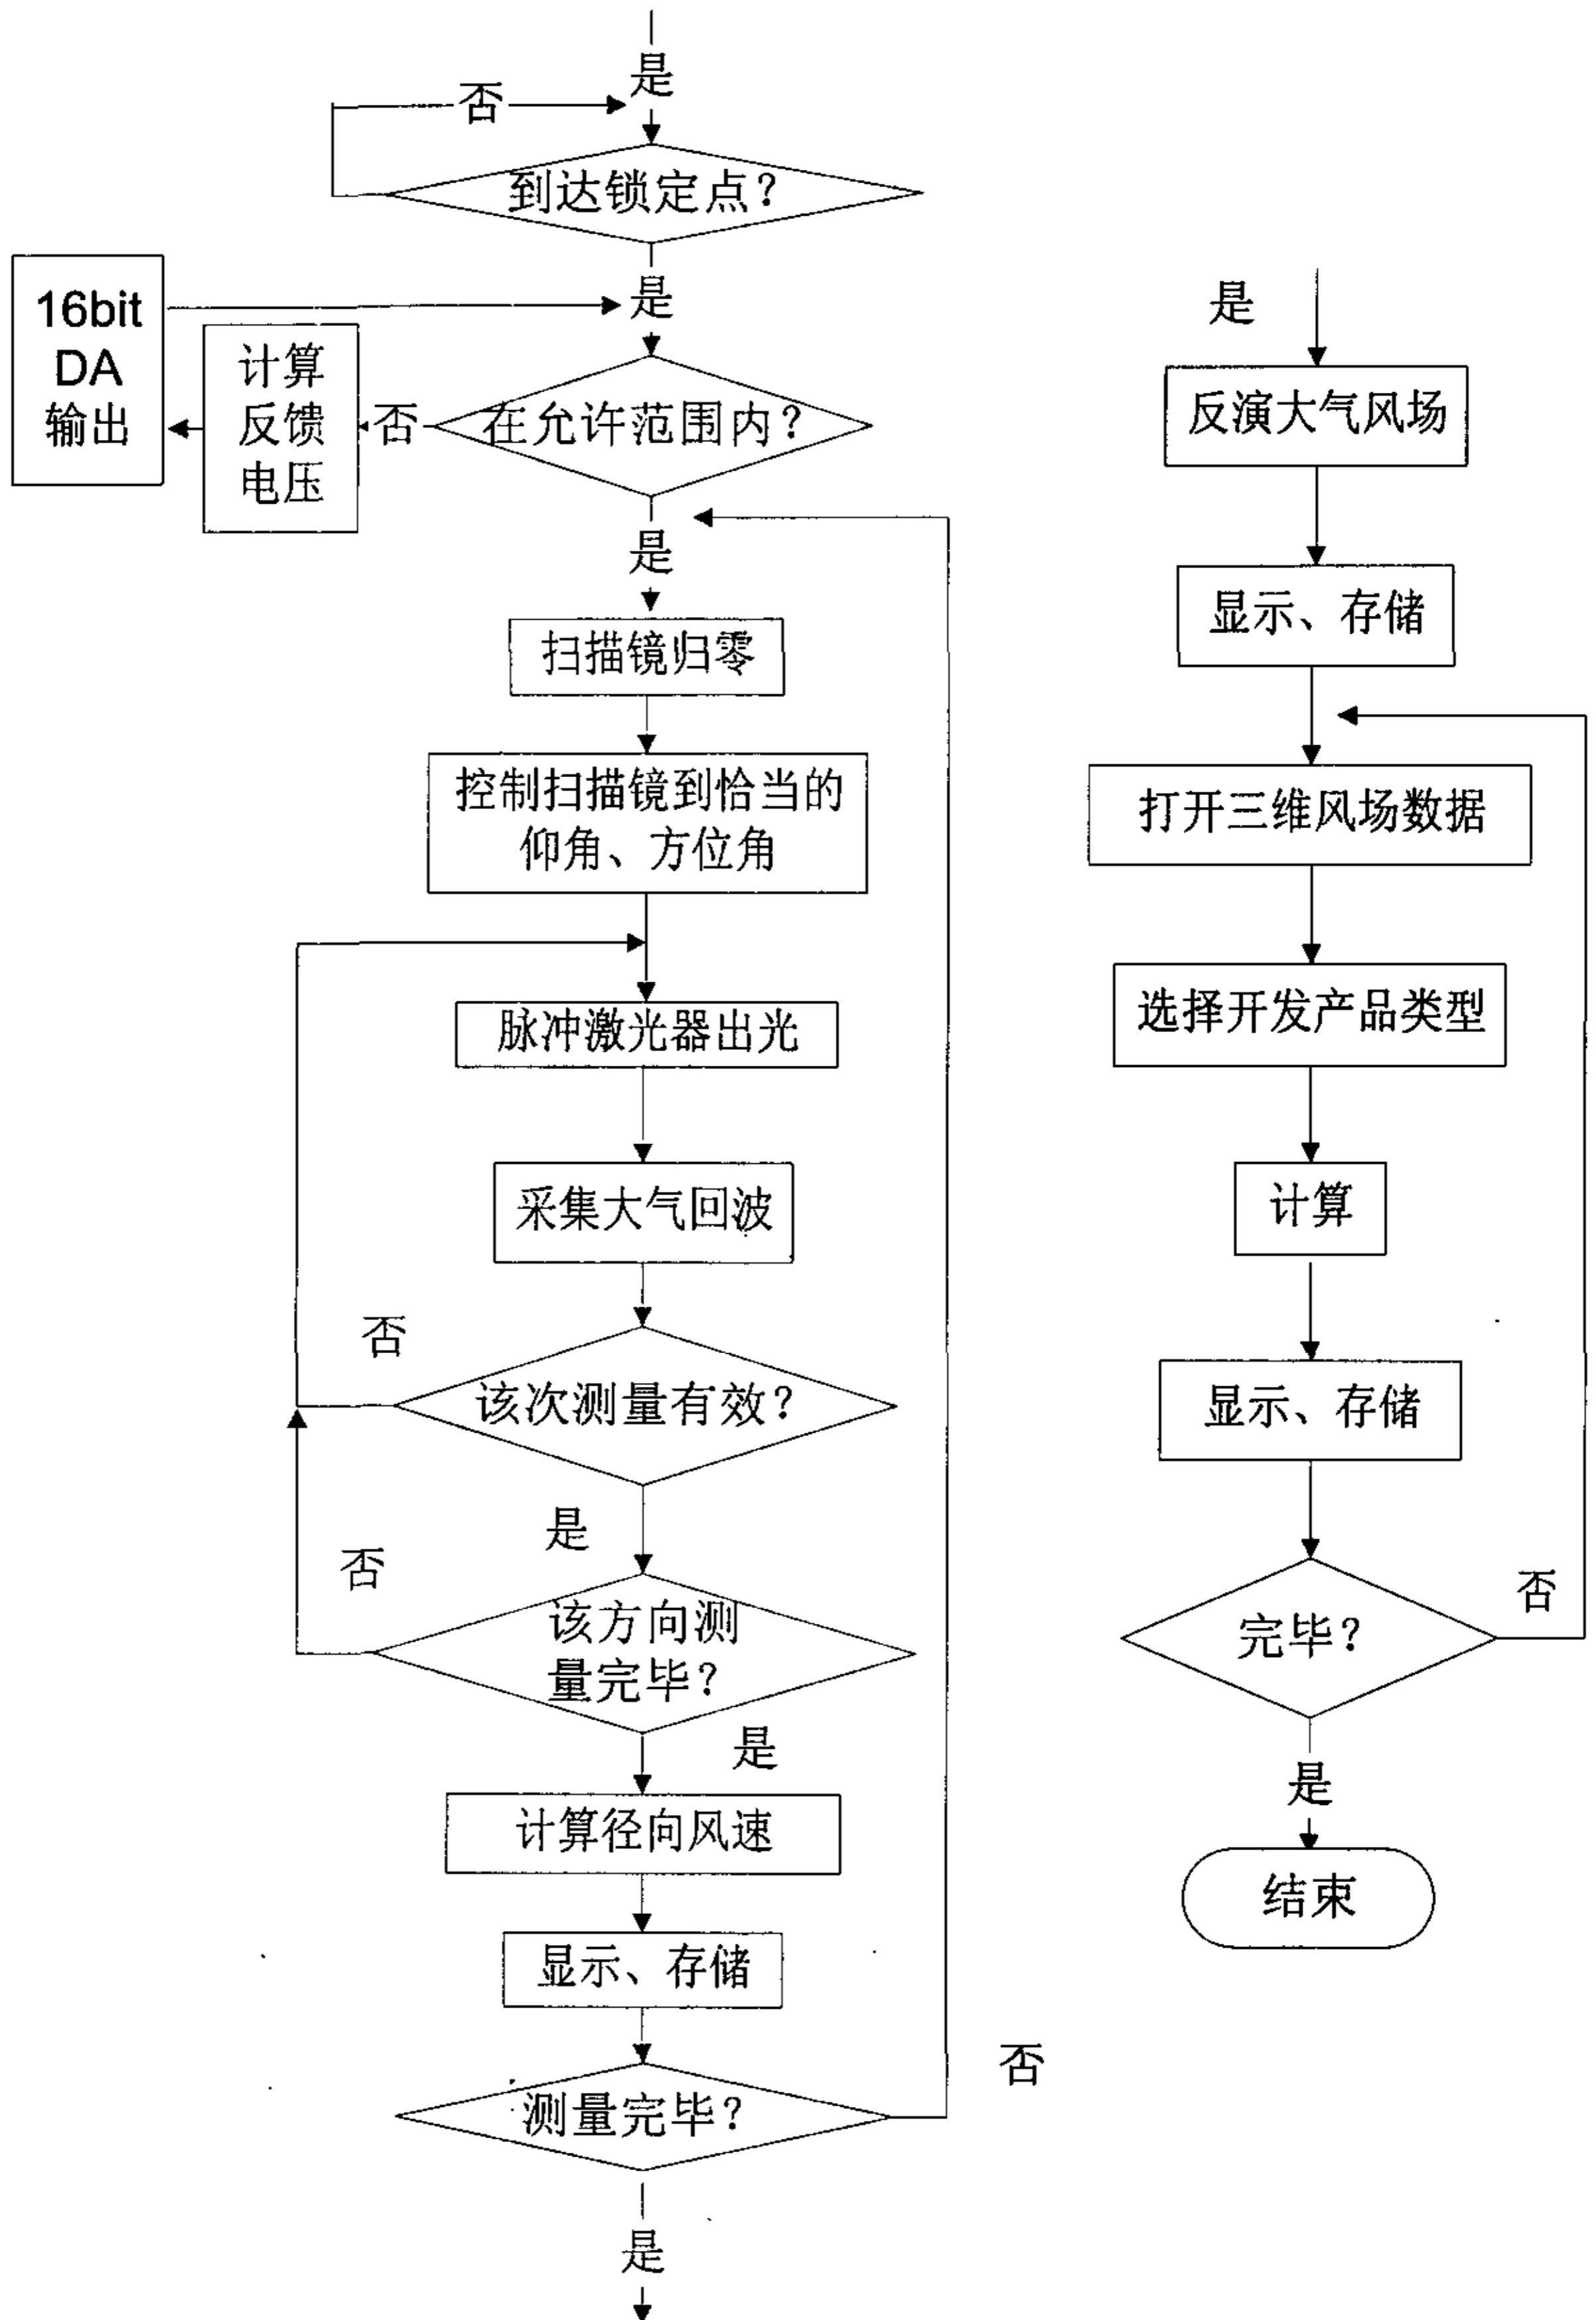 是
否
到达锁定点？
是
16bit
DA
输出
计算
反馈
电压
否
在允许范围内？
是
扫描镜归零
控制扫描镜到恰当的
仰角、方位角
脉冲激光器出光
采集大气回波
否
该次测量有效？
是
否
该方向测
量完毕？
是
计算径向风速
显示、存储
否
测量完毕？
是
是
反演大气风场
显示、存储
打开三维风场数据
选择开发产品类型
计算
显示、存储
否
完毕？
是
结束